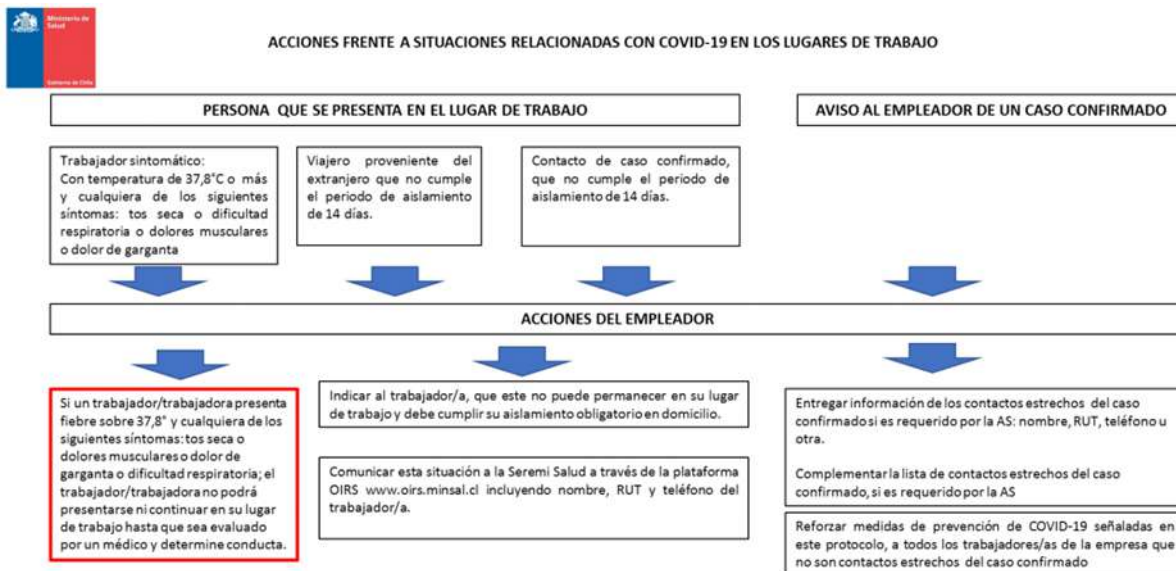 Ministerio de
Salud
Gobierno de Chile
ACCIONES FRENTE A SITUACIONES RELACIONADAS CON COVID-19 EN LOS LUGARES DE TRABAJO
PERSONA QUE SE PRESENTA EN EL LUGAR DE TRABAJO
AVISO AL EMPLEADOR DE UN CASO CONFIRMADO
Trabajador sintomático:
Con temperatura de 37,8°C o más
y cualquiera de los siguientes
síntomas: tos seca o dificultad
respiratoria o dolores musculares
o dolor de garganta
Viajero proveniente del
extranjero que no cumple
el periodo de aislamiento
de 14 días.
Contacto de caso confirmado,
que no cumple el periodo de
aislamiento de 14 días.
ACCIONES DEL EMPLEADOR
Si un trabajador/trabajadora presenta
fiebre sobre 37,8° y cualquiera de los
siguientes síntomas: tos seca o
dolores musculares o dolor de
garganta o dificultad respiratoria; el
trabajador/trabajadora no podrá
presentarse ni continuar en su lugar
de trabajo hasta que sea evaluado
por un médico y determine conducta.
Indicar al trabajador/a, que este no puede permanecer en su lugar
de trabajo y debe cumplir su aislamiento obligatorio en domicilio.
Comunicar esta situación a la Seremi Salud a través de la plataforma
OIRS www.oirs.minsal.cl incluyendo nombre, RUT y teléfono del
trabajador/a.
Entregar información de los contactos estrechos del caso
confirmado si es requerido por la AS: nombre, RUT, teléfono u
otra.
Complementar la lista de contactos estrechos del caso
confirmado, si es requerido por la AS
Reforzar medidas de prevención de COVID-19 señaladas en
este protocolo, a todos los trabajadores/as de la empresa que
no son contactos estrechos del caso confirmado